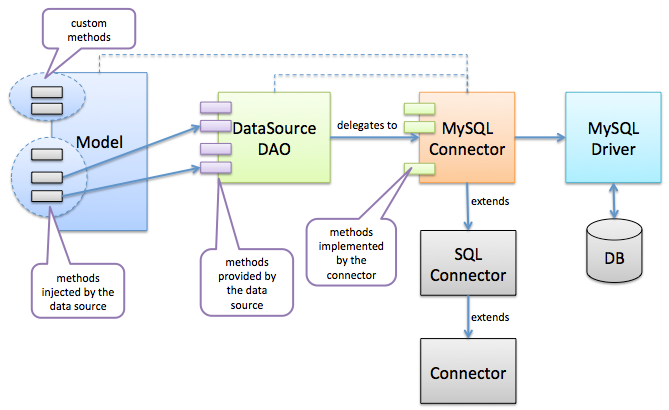 custom
methods
Model
DataSource
DAO
delegates to
MySQL
Connector
MySQL
Driver
extends
methods
injected by the
data source
methods
provided by
the data
source
methods
implemented
by the
connector
SQL
Connector
DB
extends
Connector